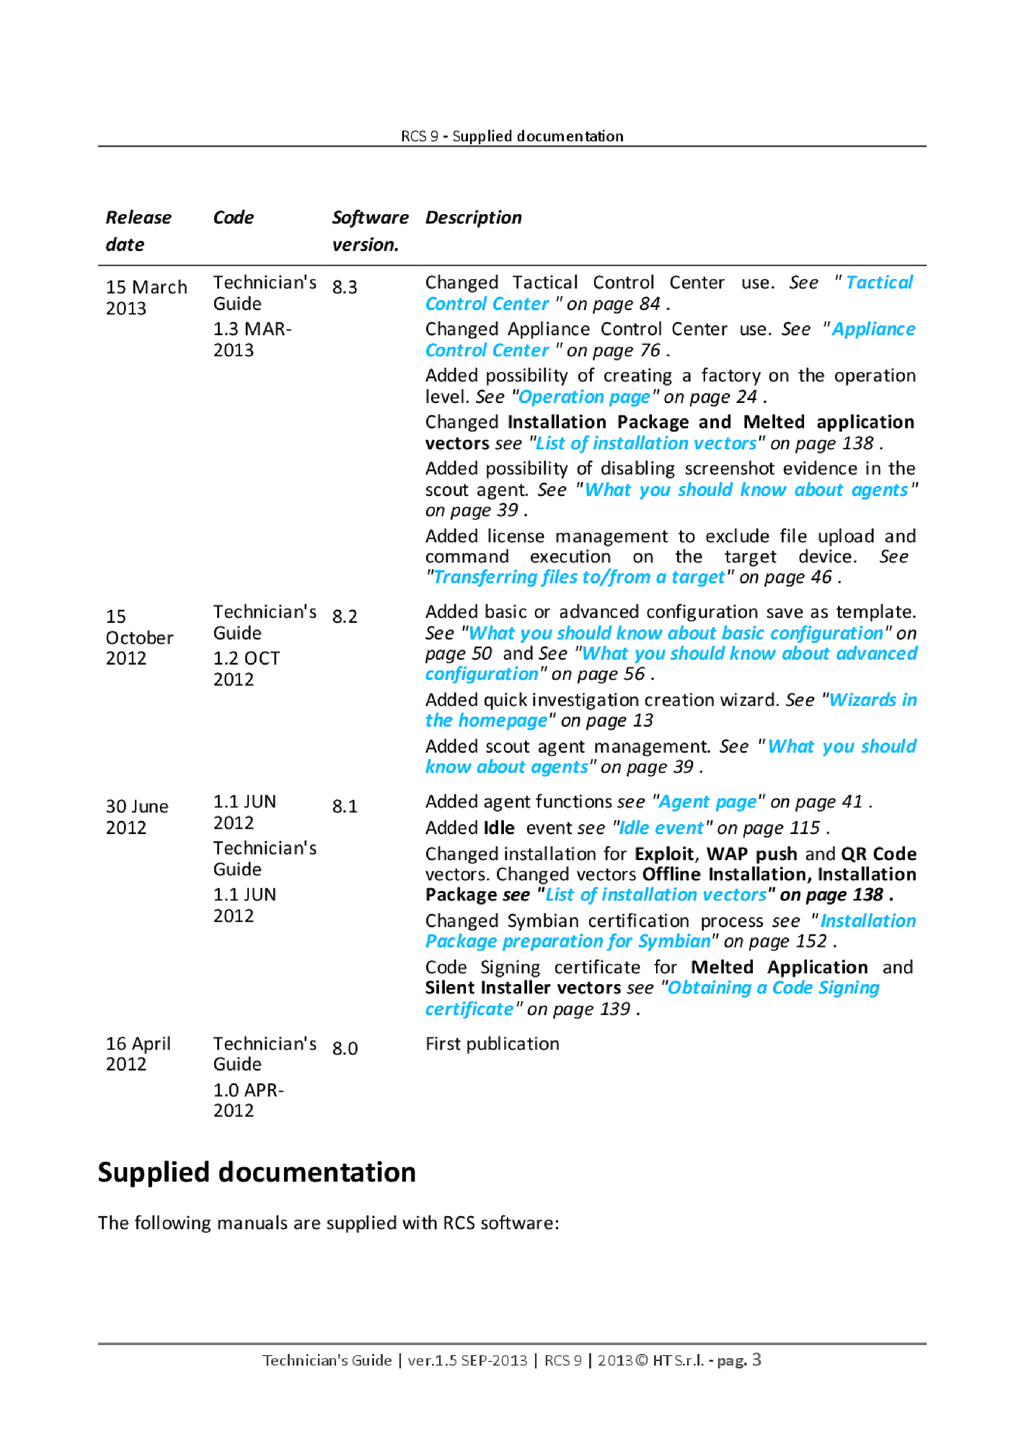 RCS 9 - Supplied documentation
Release date
Code
Software version.
Description
15 March 2013
Technician's Guide
1.3 MAR-2013
8.3
Changed Tactical Control Center use. See "Tactical
Control Center " on page 84 .
Changed Appliance Control Center use. See "Appliance
Control Center " on page 76 .
Added possibility of creating a factory on the operation
level. See "Operation page" on page 24 .
Changed Installation Package and Melted application
vectors see "List of installation vectors" on page 138 .
Added possibility of disabling screenshot evidence in the
scout agent. See "What you should know about agents"
on page 39 .
Added license management to exclude file upload and
command execution on the target device. See
"Transferring files to/from a target" on page 46 .
15
October
2012
Technician's
Guide
1.2 OCT
2012
8.2
Added basic or advanced configuration save as template.
See "What you should know about basic configuration" on
page 50 and See "What you should know about advanced
configuration" on page 56 .
Added quick investigation creation wizard. See "Wizards in
the homepage" on page 13
Added scout agent management. See "What you should
know about agents" on page 39 .
30 June
2012
1.1 JUN
2012
Technician's
Guide
1.1 JUN
2012
8.1
Added agent functions see "Agent page" on page 41 .
Added Idle event see "Idle event" on page 115 .
Changed installation for Exploit, WAP push and QR Code
vectors. Changed vectors Offline Installation, Installation
Package see "List of installation vectors" on page 138 .
Changed Symbian certification process see "Installation
Package preparation for Symbian" on page 152 .
Code Signing certificate for Melted Application and
Silent Installer vectors see "Obtaining a Code Signing
certificate" on page 139 .
16 April
2012
Technician's
Guide
1.0 APR-
2012
8.0
First publication
Supplied documentation
The following manuals are supplied with RCS software:
Technician's Guide | ver.1.5 SEP-2013 | RCS 9 | 2013© HT S.r.l. - pag. 3